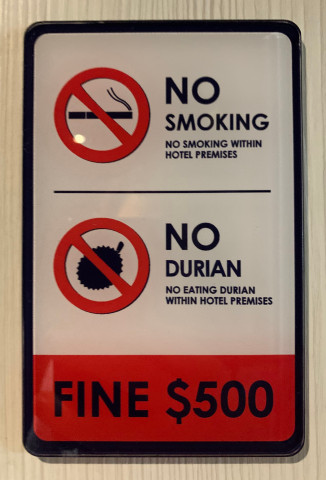 NO
SMOKING
NO SMOKING WITHIN
HOTEL PREMISES
NO
DURIAN
NO EATING DURIAN
WITHIN HOTEL PREMISES
FINE $500